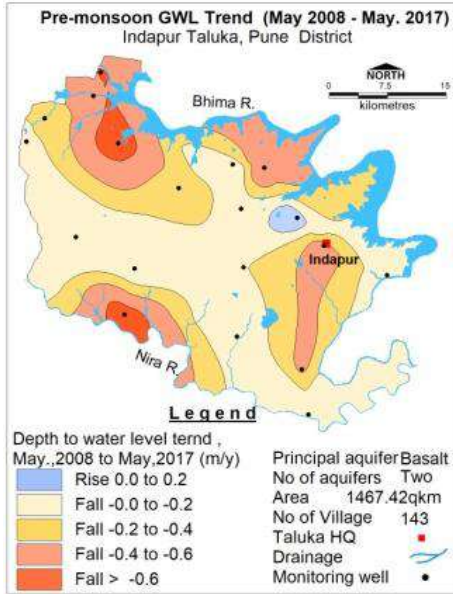 Pre-monsoon GWL Trend (May 2008 - May. 2017)
Indapur Taluka, Pune District
NORTH
0 7.5 15
kilometres
Bhima R.
Indapur
Nira R.
Legend
Depth to water level ternd ,
May.,2008 to May,2017 (m/y)
Rise 0.0 to 0.2
Fall -0.0 to -0.2
Fall -0.2 to -0.4
Fall -0.4 to -0.6
Fall > -0.6
Principal aquifer Basalt
No of aquifers Two
Area 1467.42qkm
No of Village 143
Taluka HQ
Drainage
Monitoring well